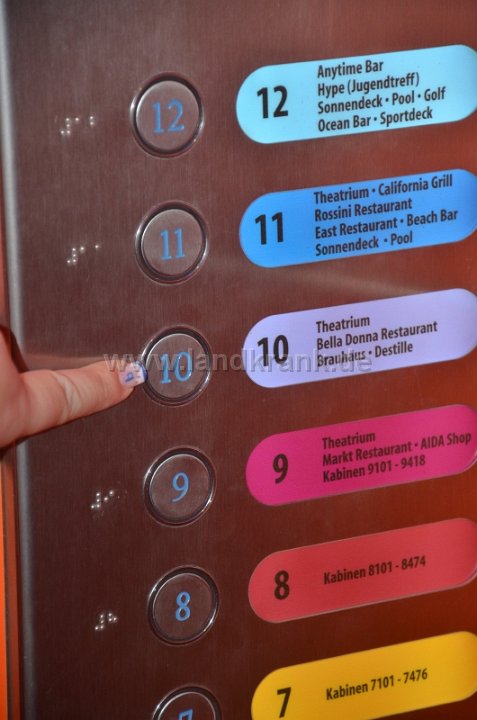 12
12
Anytime Bar
Hype (Jugendtreff)
Sonnendeck • Pool • Golf
Ocean Bar • Sportdeck
11
11
Theatrium • California Grill
Rossini Restaurant
East Restaurant • Beach Bar
Sonnendeck • Pool
10
10
Theatrium
Bella Donna Restaurant
Brauhaus • Destille
www.landkrank.de
9
9
Theatrium
Markt Restaurant • AIDA Shop
Kabinen 9101 - 9418
8
8
Kabinen 8101 - 8474
7
7
Kabinen 7101 - 7476